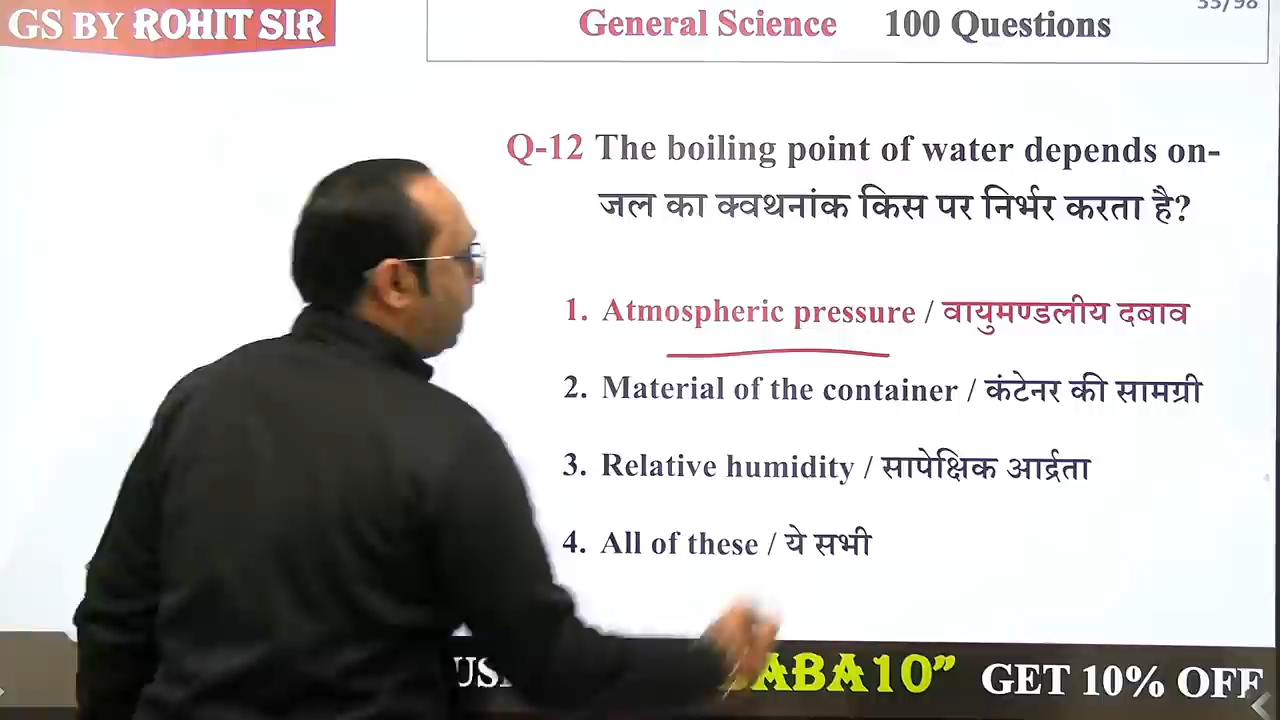 GS BY ROHIT SIR
General Science 100 Questions
Q-12 The boiling point of water depends on-
जल का क्वथनांक किस पर निर्भर करता है?
1. Atmospheric pressure / वायुमण्डलीय दबाव
2. Material of the container / कंटेनर की सामग्री
3. Relative humidity / सापेक्षिक आर्द्रता
4. All of these / ये सभी
ABA10” GET 10% OFF